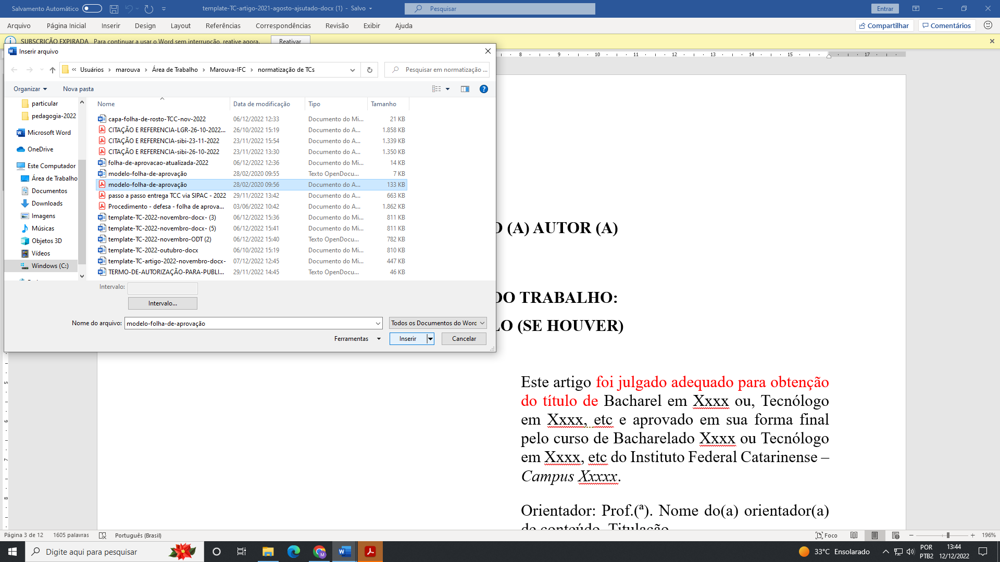 Salvamento Automático
template-TC-artigo-2021-agosto-ajsutado-docx (1) - Salvo
Pesquisar
Entrar
Arquivo Página Inicial Inserir Design Layout Referências Correspondências Revisão Exibir Ajuda
Compartilhar Comentários
SUBSCRIÇÃO EXPIRADA Para continuar a usar o Word sem interrupção, reative agora. Reativar
Inserir arquivo
8 9 10 11 12 13 14 15 17
« Usuários › marouva › Área de Trabalho › Marouva-IFC › normatização de TCs
Pesquisar em normatização ...
Organizar Nova pasta
particular
pedagogia-2022
Microsoft Word
OneDrive
Este Computador
Área de Trabalho
Documentos
Downloads
Imagens
Músicas
Objetos 3D
Vídeos
Windows (C:)
Nome Data de modificação Tipo Tamanho
capa-folha-de-rosto-TCC-nov-2022 06/12/2022 12:33 Documento do Mi... 21 KB
CITAÇÃO E REFERENCIA-LGR-26-10-2022... 26/10/2022 15:19 Documento do A... 1.858 KB
CITAÇÃO E REFERENCIA-sibi-23-11-2022 23/11/2022 15:54 Documento do A... 1.339 KB
CITAÇÃO E REFERENCIA-sibi-26-10-2022 23/11/2022 13:30 Documento do A... 1.350 KB
folha-de-aprovacao-atualizada-2022 06/12/2022 12:36 Documento do Mi... 14 KB
modelo-folha-de-aprovação 28/02/2020 09:55 Texto OpenDocu... 7 KB
modelo-folha-de-aprovação 28/02/2020 09:56 Documento do A... 133 KB
passo a passo entrega TCC via SIPAC - 2022 29/11/2022 13:42 Documento do A... 663 KB
Procedimento - defesa - folha de aprova... 03/06/2022 10:42 Documento do A... 1.862 KB
template-TC-2022-novembro-docx- (3) 06/12/2022 15:36 Documento do Mi... 811 KB
template-TC-2022-novembro-docx- (5) 06/12/2022 15:41 Documento do Mi... 811 KB
template-TC-2022-novembro-ODT (2) 06/12/2022 15:40 Texto OpenDocu... 782 KB
template-TC-2022-outubro-docx 06/10/2022 15:19 Documento do Mi... 810 KB
template-TC-artigo-2022-novembro-docx- 07/12/2022 12:45 Documento do Mi... 447 KB
TERMO-DE-AUTORIZAÇÃO-PARA-PUBLI... 29/11/2022 14:45 Texto OpenDocu... 46 KB
Intervalo:
Intervalo...
Nome do arquivo: modelo-folha-de-aprovação
Todos os Documentos do Word
Ferramentas Inserir Cancelar
O (A) AUTOR (A)
DO TRABALHO:
LO (SE HOUVER)
Este artigo foi julgado adequado para obtenção
do título de Bacharel em Xxxx ou, Tecnólogo
em Xxxx, etc e aprovado em sua forma final
pelo curso de Bacharelado Xxxx ou Tecnólogo
em Xxxx, etc do Instituto Federal Catarinense –
Campus Xxxxx.
Orientador: Prof.(ª). Nome do(a) orientador(a)
de conteúdo, Titulação
5
6
7
8
Página 3 de 12 1605 palavras Português (Brasil)
Foco
196%
Digite aqui para pesquisar
33°C Ensolarado
POR
PTB2
13:44
12/12/2022